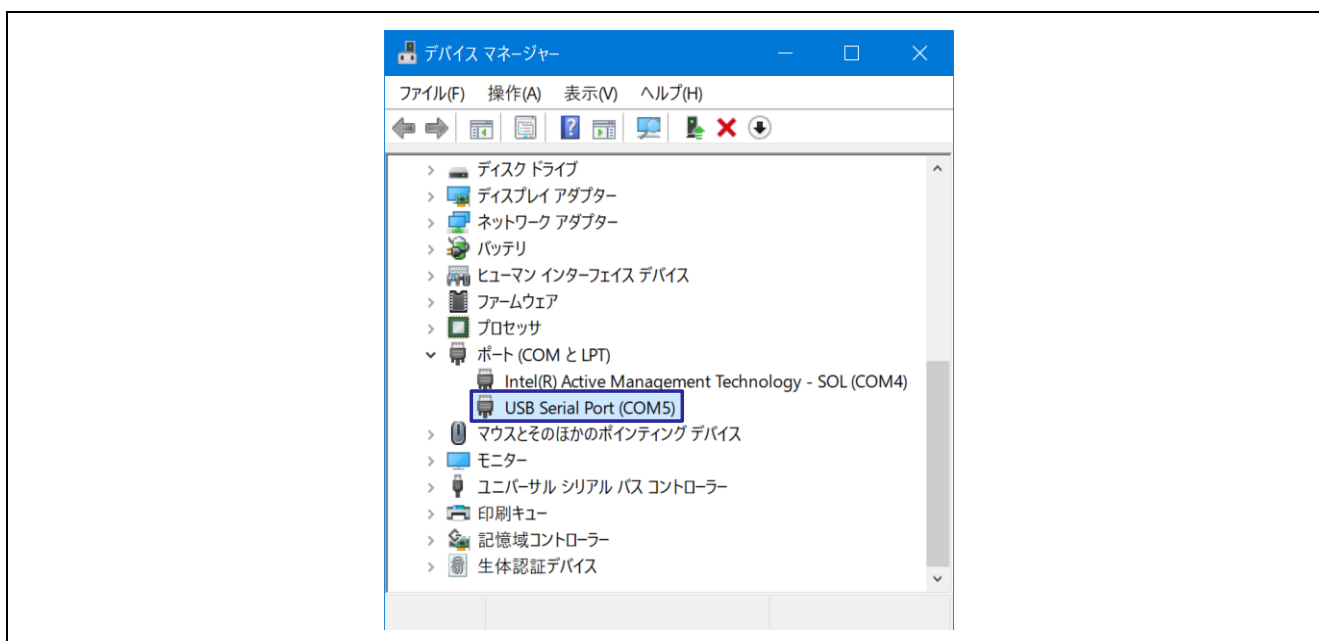 デバイス マネージャー
ファイル(F) 操作(A) 表示(V) ヘルプ(H)
ディスク ドライブ
ディスプレイ アダプター
ネットワーク アダプター
バッテリ
ヒューマン インターフェイス デバイス
ファームウェア
プロセッサ
ポート (COM と LPT)
Intel(R) Active Management Technology - SOL (COM4)
USB Serial Port (COM5)
マウスとそのほかのポインティング デバイス
モニター
ユニバーサル シリアル バス コントローラー
印刷キュー
記憶域コントローラー
生体認証デバイス